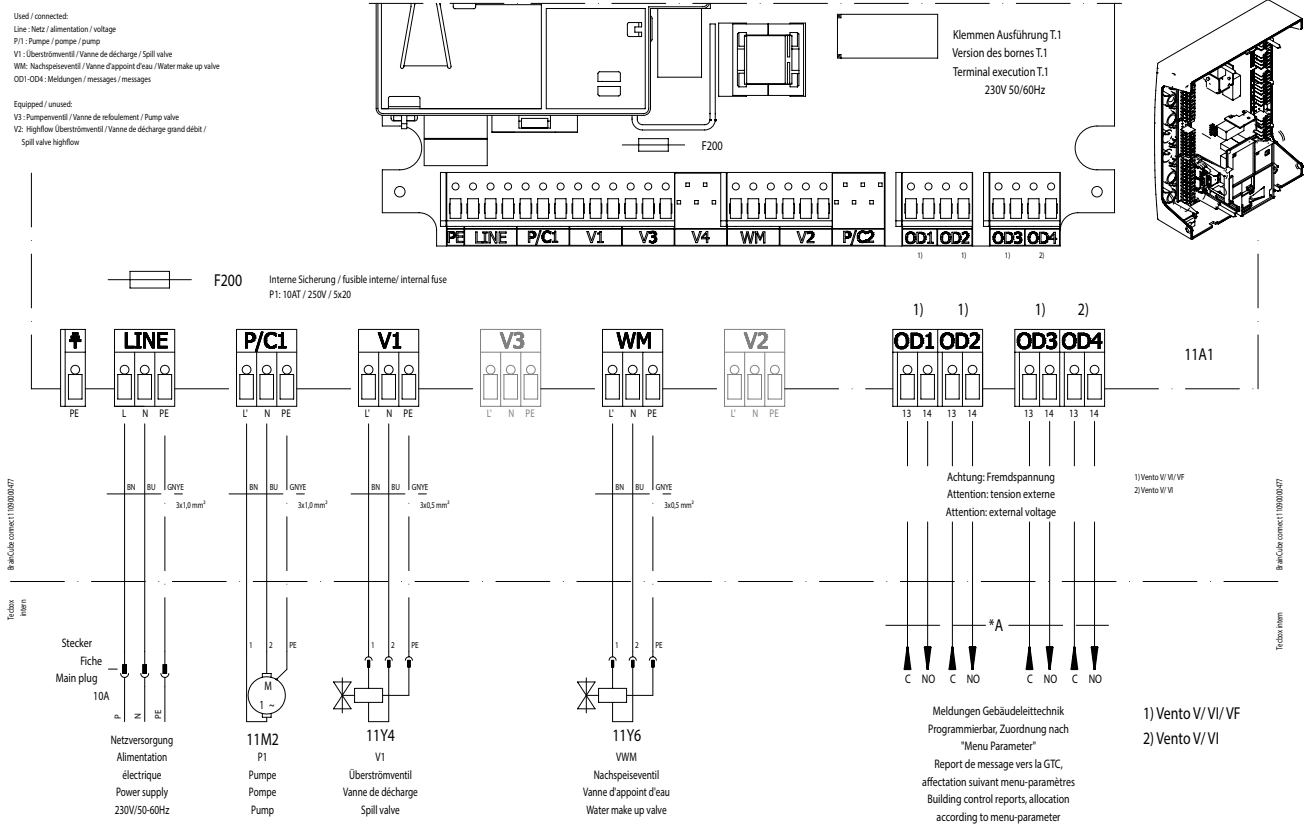 Used / connected:
Line : Netz / alimentation / voltage
P/1 : Pumpe / pompe / pump
V1 : Überströmventil / Vanne de décharge / Spill valve
WM: Nachspeiseventil / Vanne d'appoint d'eau / Water make up valve
OD1-OD4 : Meldungen / messages / messages
Equipped / unused:
V3 : Pumpenventil / Vanne de refoulement / Pump valve
V2: Highflow Überströmventil / Vanne de décharge grand débit /
Spill valve highflow
Klemmen Ausführung T.1
Version des bornes T.1
Terminal execution T.1
230V 50/60Hz
F200
PE LINE P/C1 V1 V3 V4 WM V2 P/C2 OD1 OD2 OD3 OD4
1) 1) 1) 2)
F200
Interne Sicherung / fusible interne/ internal fuse
P1: 10AT / 250V / 5x20
1) 1) 1) 2)
LINE P/C1 V1 V3 WM V2 OD1 OD2 OD3 OD4
11A1
PE L N PE L' N PE L' N PE L' N PE L' N PE L' N PE 13 14 13 14 13 14 13 14
BN BU GNYE BN BU GNYE BN BU GNYE BN BU GNYE
3x1,0 mm² 3x1,0 mm² 3x0,5 mm² 3x0,5 mm²
Achtung: Fremdspannung
Attention: tension externe
Attention: external voltage
1) Vento V/ VI/ VF
2) Vento V/ VI
BrainCube connect 11090000477
BrainCube connect 11090000477
Tecbox
intern
Tecbox intern
Stecker
Fiche
Main plug
10A
P N PE
1 2 PE
1 2 PE
1 2 PE
M
1 ~
*A
C NO C NO C NO C NO
Netzversorgung
Alimentation
électrique
Power supply
230V/50-60Hz
11M2
P1
Pumpe
Pompe
Pump
11Y4
V1
Überströmventil
Vanne de décharge
Spill valve
11Y6
VWM
Nachspeiseventil
Vanne d'appoint d'eau
Water make up valve
Meldungen Gebäudeleittechnik
Programmierbar, Zuordnung nach
"Menu Parameter"
Report de message vers la GTC,
affectation suivant menu-paramètres
Building control reports, allocation
according to menu-parameter
1) Vento V/ VI/ VF
2) Vento V/ VI